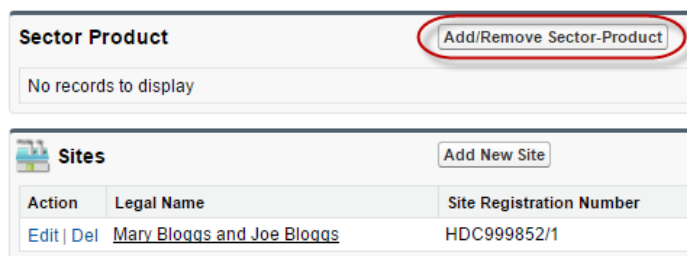 Sector Product Add/Remove Sector-Product
No records to display
Sites Add New Site
Action Legal Name Site Registration Number
Edit | Del Mary Bloggs and Joe Bloggs HDC999852/1